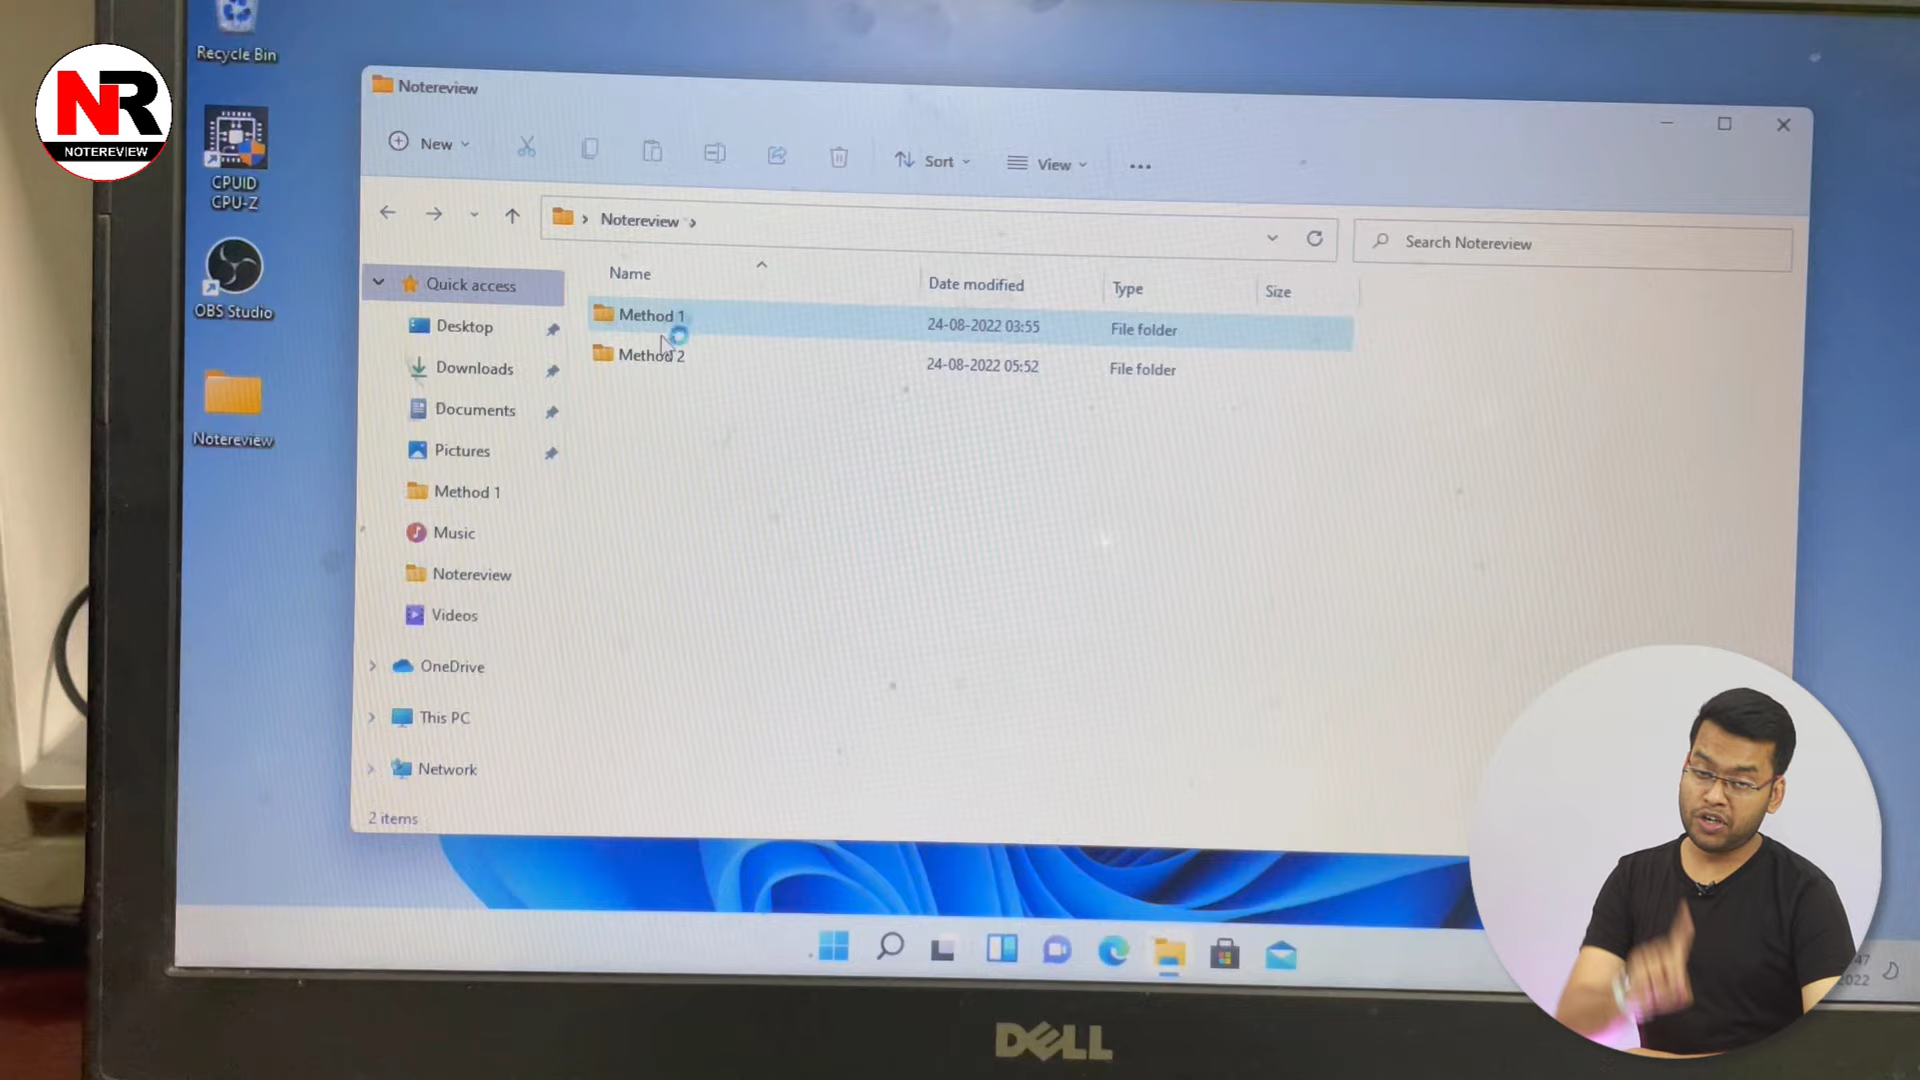 NR
NOTEREVIEW
Recycle Bin
CPUID
CPU-Z
OBS Studio
Notereview
Notereview
New
Sort
View
Notereview
Search Notereview
Name
Date modified
Type
Size
Method 1
24-08-2022 03:55
File folder
Method 2
24-08-2022 05:52
File folder
Quick access
Desktop
Downloads
Documents
Pictures
Method 1
Music
Notereview
Videos
OneDrive
This PC
Network
2 items
47
2022
DELL